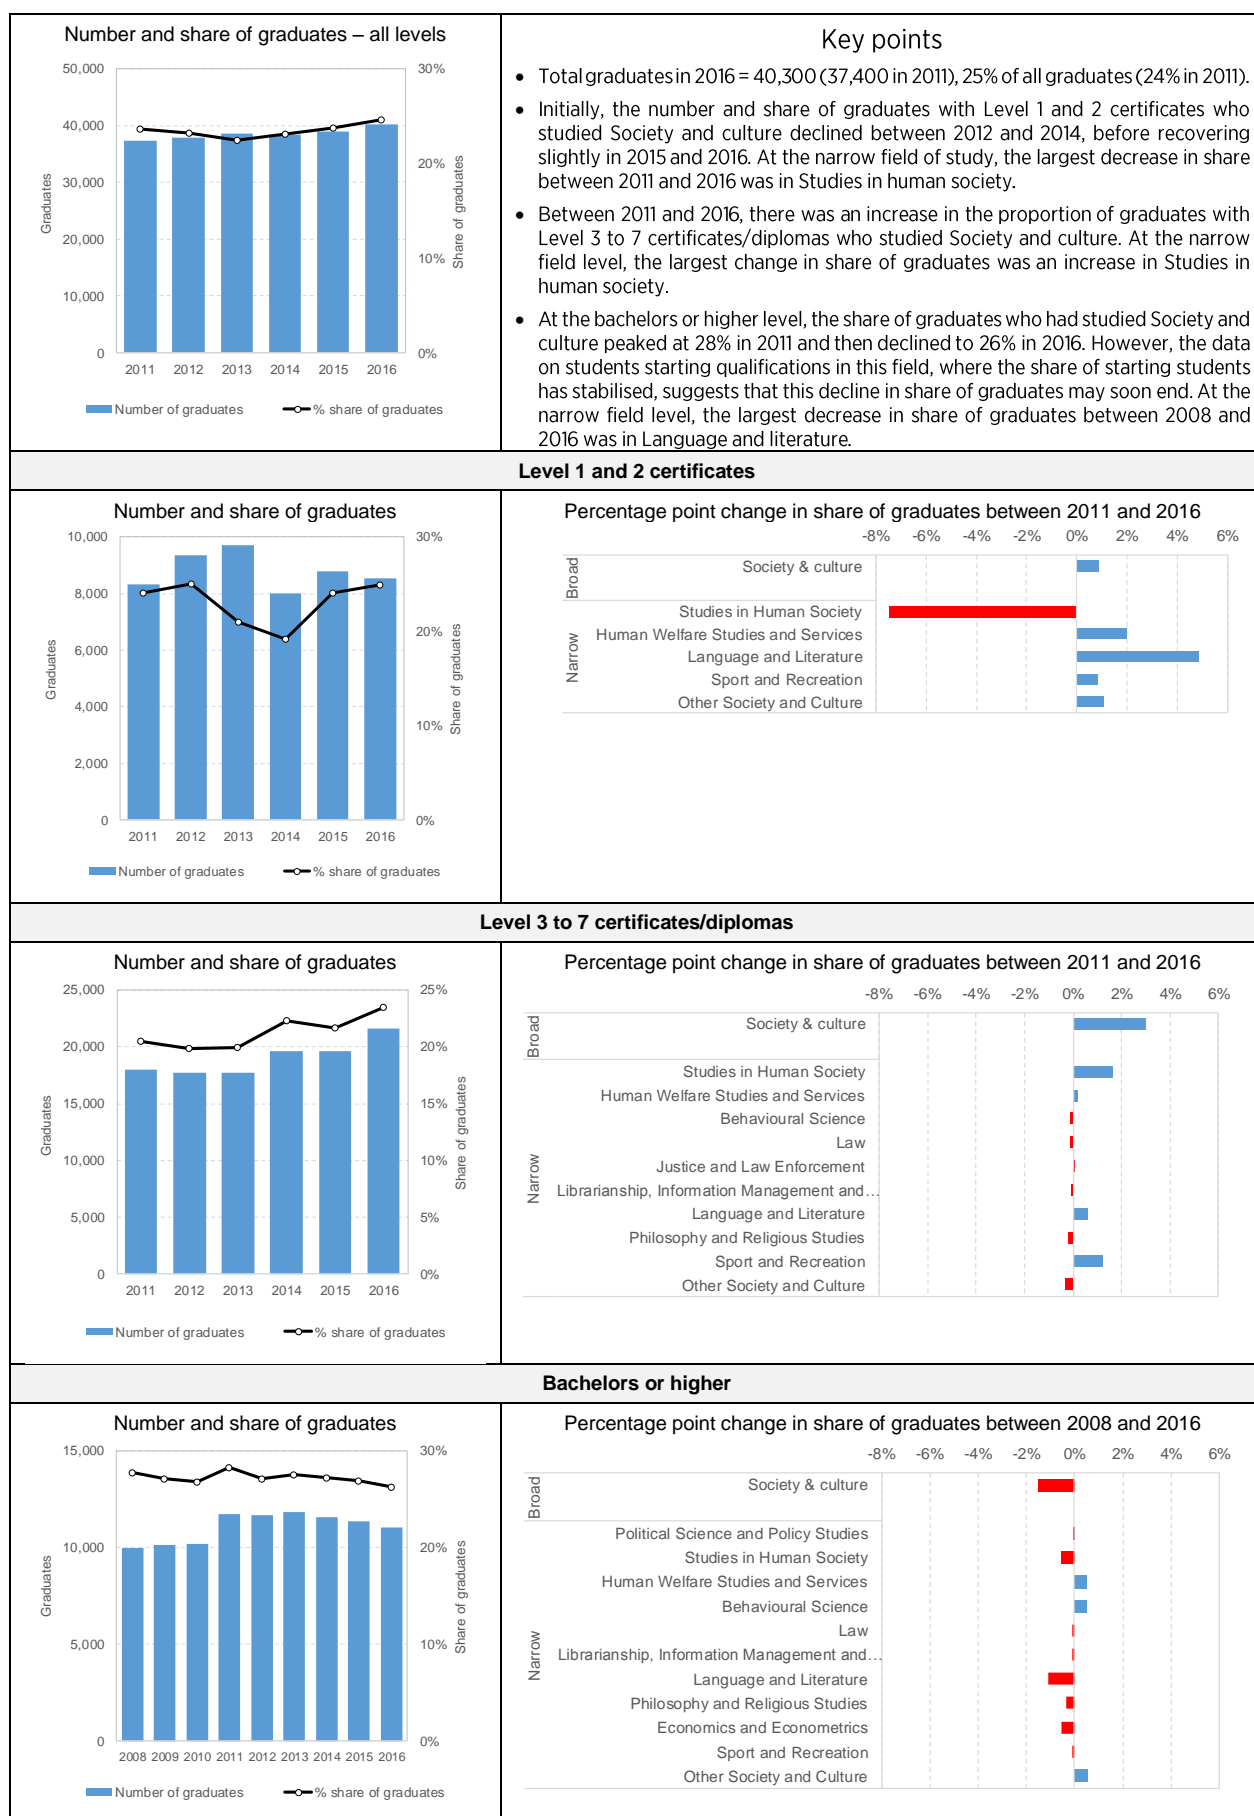 Number and share of graduates – all levels
50,000
40,000
30,000
20,000
10,000
0
30%
20%
10%
0%
Graduates
Share of graduates
2011 2012 2013 2014 2015 2016
Number of graduates % share of graduates
Key points
• Total graduates in 2016 = 40,300 (37,400 in 2011), 25% of all graduates (24% in 2011).
• Initially, the number and share of graduates with Level 1 and 2 certificates who
studied Society and culture declined between 2012 and 2014, before recovering
slightly in 2015 and 2016. At the narrow field of study, the largest decrease in share
between 2011 and 2016 was in Studies in human society.
• Between 2011 and 2016, there was an increase in the proportion of graduates with
Level 3 to 7 certificates/diplomas who studied Society and culture. At the narrow
field level, the largest change in share of graduates was an increase in Studies in
human society.
• At the bachelors or higher level, the share of graduates who had studied Society and
culture peaked at 28% in 2011 and then declined to 26% in 2016. However, the data
on students starting qualifications in this field, where the share of starting students
has stabilised, suggests that this decline in share of graduates may soon end. At the
narrow field level, the largest decrease in share of graduates between 2008 and
2016 was in Language and literature.
Level 1 and 2 certificates
Number and share of graduates
10,000
8,000
6,000
4,000
2,000
0
30%
20%
10%
0%
Graduates
Share of graduates
2011 2012 2013 2014 2015 2016
Number of graduates % share of graduates
Percentage point change in share of graduates between 2011 and 2016
-8% -6% -4% -2% 0% 2% 4% 6%
Broad
Society & culture
Narrow
Studies in Human Society
Human Welfare Studies and Services
Language and Literature
Sport and Recreation
Other Society and Culture
Level 3 to 7 certificates/diplomas
Number and share of graduates
25,000
20,000
15,000
10,000
5,000
0
25%
20%
15%
10%
5%
0%
Graduates
Share of graduates
2011 2012 2013 2014 2015 2016
Number of graduates % share of graduates
Percentage point change in share of graduates between 2011 and 2016
-8% -6% -4% -2% 0% 2% 4% 6%
Broad
Society & culture
Narrow
Studies in Human Society
Human Welfare Studies and Services
Behavioural Science
Law
Justice and Law Enforcement
Librarianship, Information Management and…
Language and Literature
Philosophy and Religious Studies
Sport and Recreation
Other Society and Culture
Bachelors or higher
Number and share of graduates
15,000
10,000
5,000
0
30%
20%
10%
0%
Graduates
Share of graduates
2008 2009 2010 2011 2012 2013 2014 2015 2016
Number of graduates % share of graduates
Percentage point change in share of graduates between 2008 and 2016
-8% -6% -4% -2% 0% 2% 4% 6%
Broad
Society & culture
Narrow
Political Science and Policy Studies
Studies in Human Society
Human Welfare Studies and Services
Behavioural Science
Law
Librarianship, Information Management and…
Language and Literature
Philosophy and Religious Studies
Economics and Econometrics
Sport and Recreation
Other Society and Culture